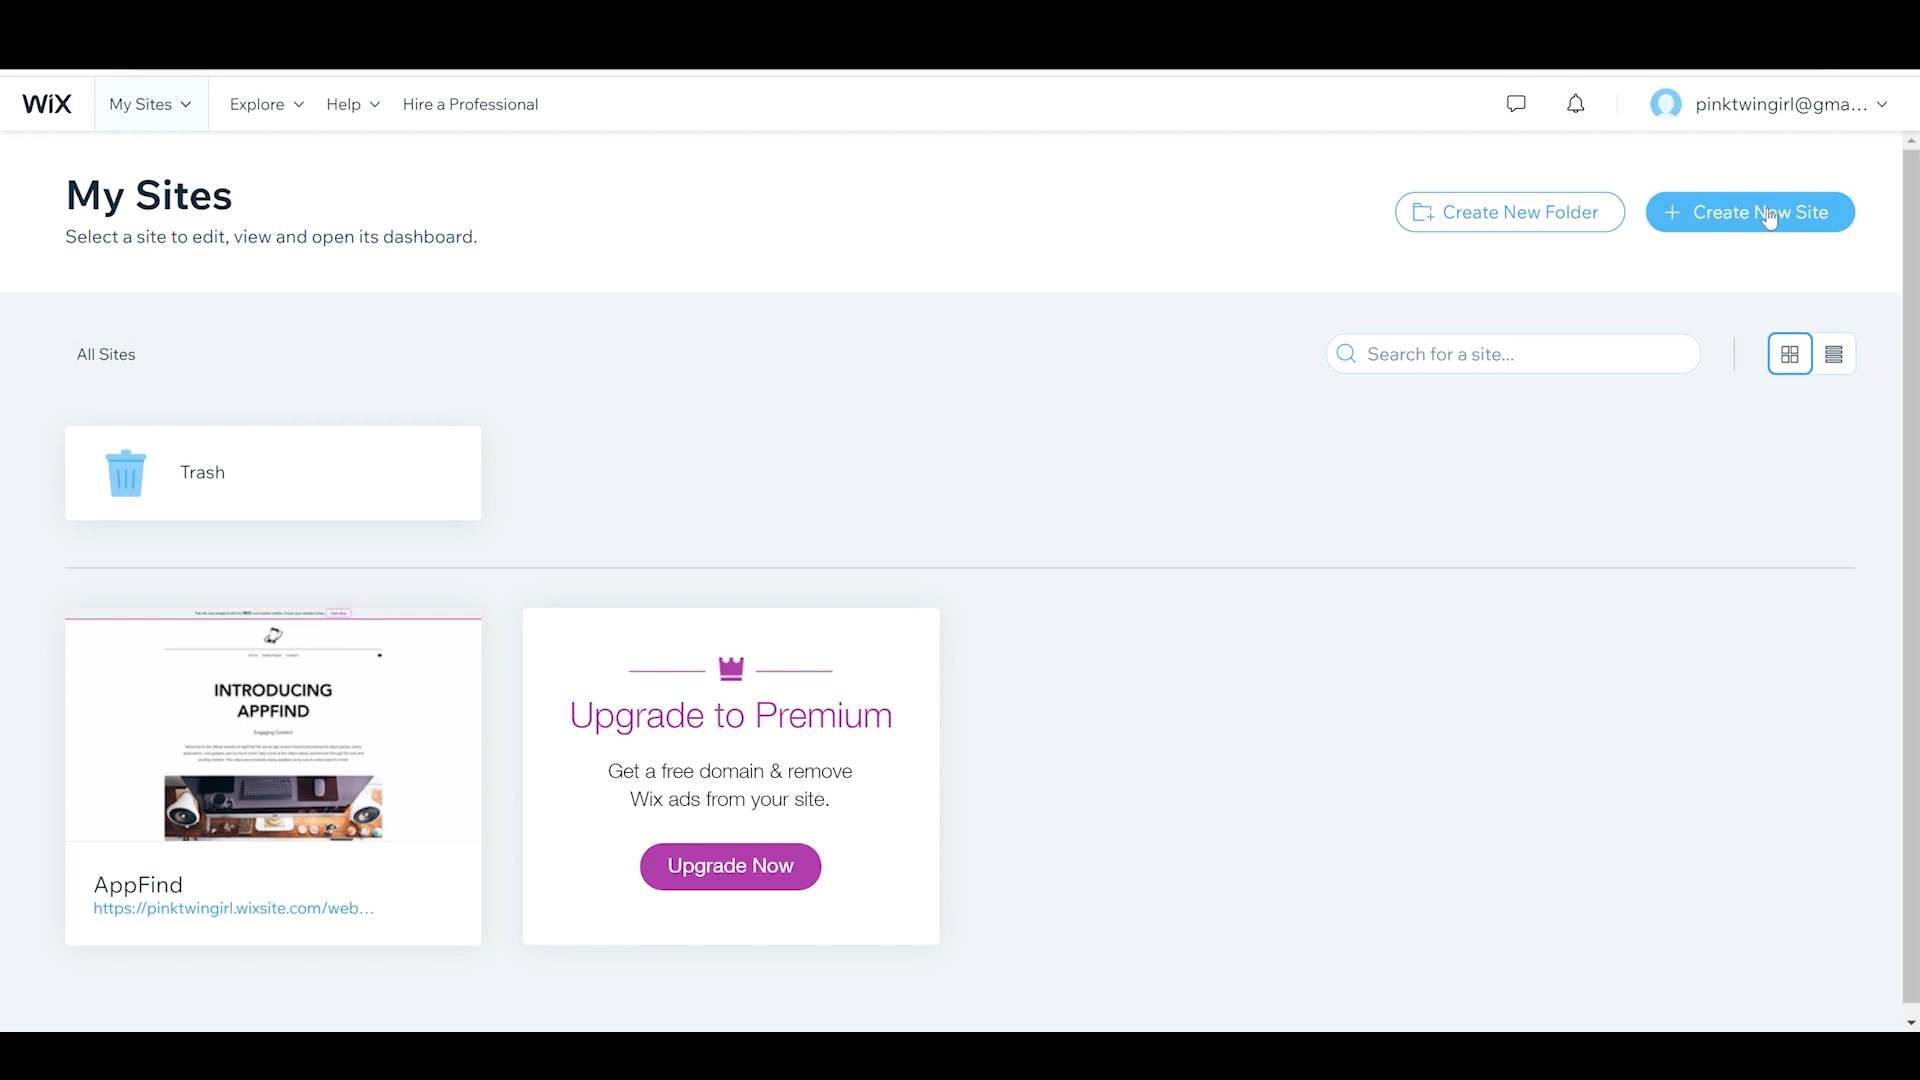 WiX
My Sites
Explore
Help
Hire a Professional
pinktwingirl@gma...
My Sites
Select a site to edit, view and open its dashboard.
Create New Folder
+ Create New Site
All Sites
Search for a site...
Trash
INTRODUCING
APPFIND
Engaging Content
AppFind
https://pinktwingirl.wixsite.com/web...
Upgrade to Premium
Get a free domain & remove
Wix ads from your site.
Upgrade Now